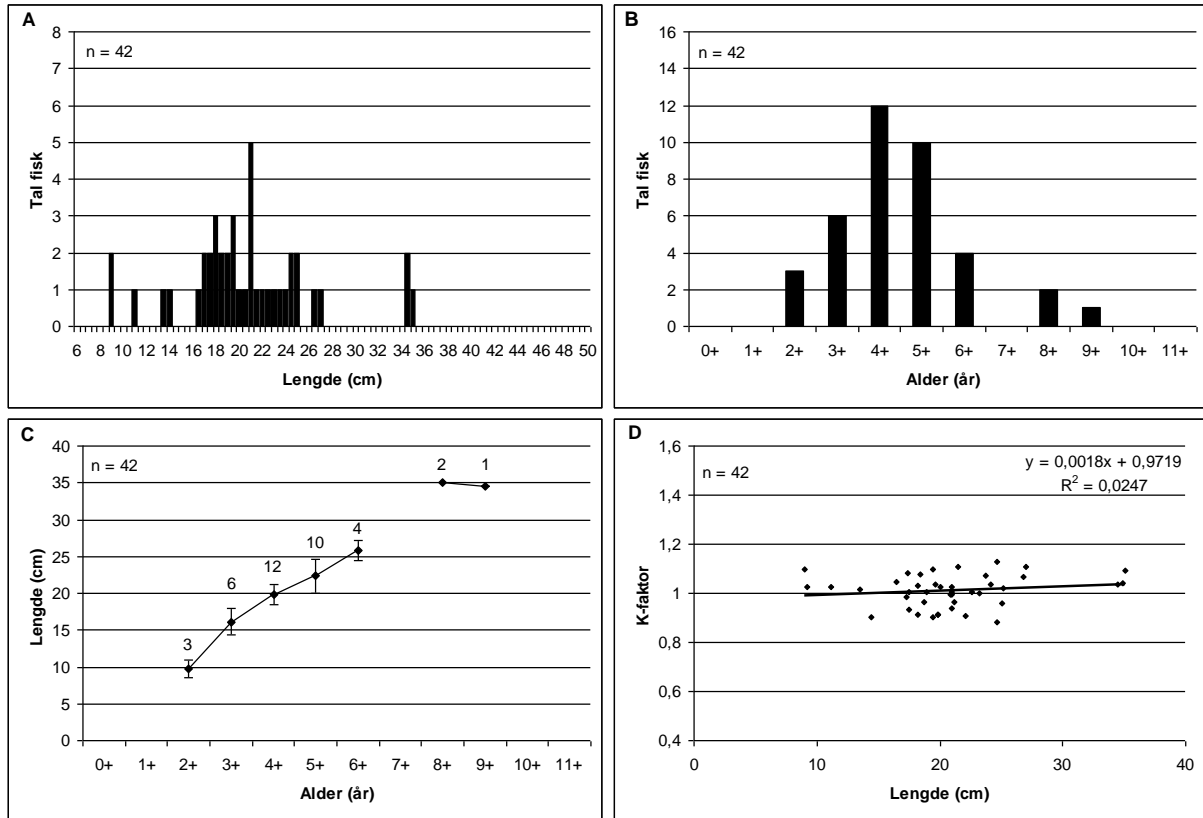 A
n = 42
Tal fisk
8
7
6
5
4
3
2
1
0
6 8 10 12 14 16 18 20 22 24 26 28 30 32 34 36 38 40 42 44 46 48 50
Lengde (cm)
B
n = 42
Tal fisk
16
14
12
10
8
6
4
2
0
0+ 1+ 2+ 3+ 4+ 5+ 6+ 7+ 8+ 9+ 10+ 11+
Alder (år)
C
n = 42
Lengde (cm)
40
35
30
25
20
15
10
5
0
3 6 12 10 4 2 1
0+ 1+ 2+ 3+ 4+ 5+ 6+ 7+ 8+ 9+ 10+ 11+
Alder (år)
D
n = 42
y = 0,0018x + 0,9719
R² = 0,0247
K-faktor
1,6
1,4
1,2
1
0,8
0,6
0,4
0 10 20 30 40
Lengde (cm)